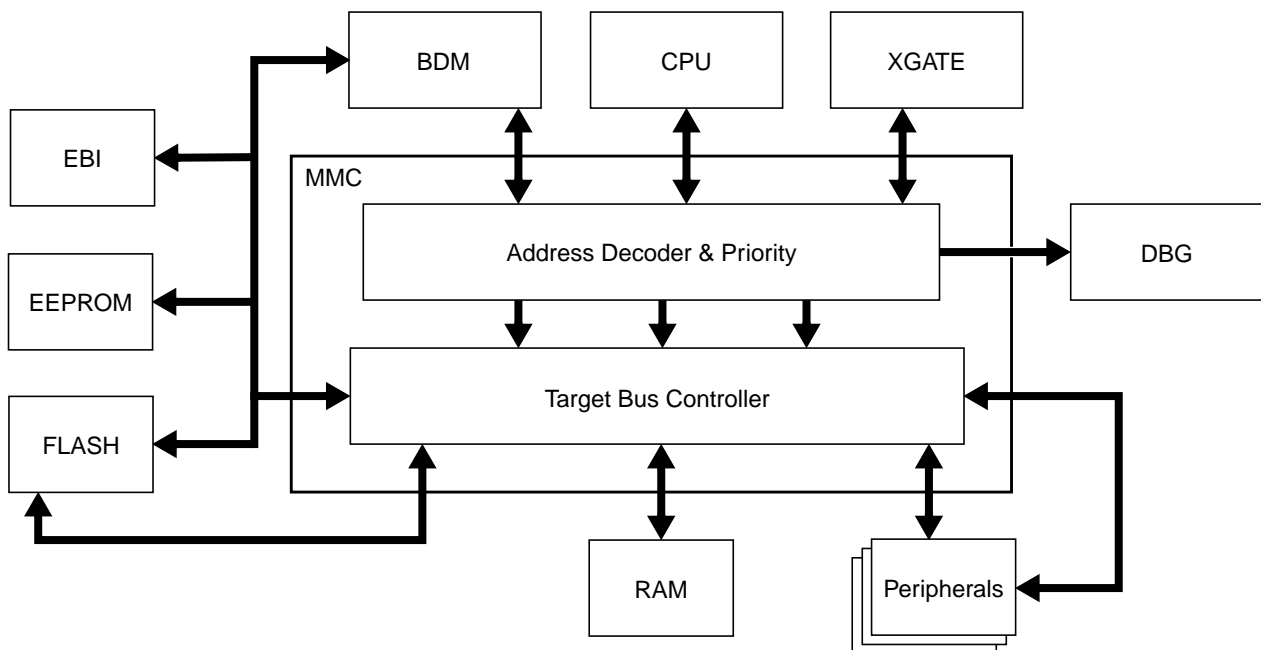 BDM
CPU
XGATE
EBI
MMC
Address Decoder & Priority
DBG
EEPROM
Target Bus Controller
FLASH
RAM
Peripherals